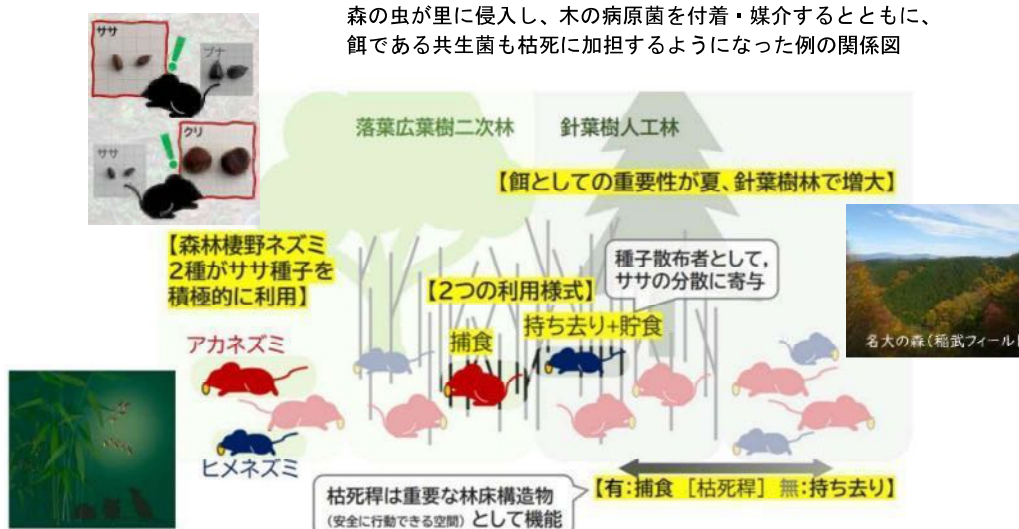 森の虫が里に侵入し、木の病原菌を付着・媒介するとともに、
餌である共生菌も枯死に加担するようになった例の関係図
ササ
ブナ
ササ
クリ
落葉広葉樹二次林
針葉樹人工林
【餌としての重要性が夏、針葉樹林で増大】
【森林棲野ネズミ
2種がササ種子を
積極的に利用】
【2つの利用様式】
種子散布者として,
ササの分散に寄与
捕食
持ち去り+貯食
名大の森(稲武フィール
アカネズミ
ヒメネズミ
枯死稈は重要な林床構造物
(安全に行動できる空間) として機能
【有:捕食 [枯死稈] 無:持ち去り】